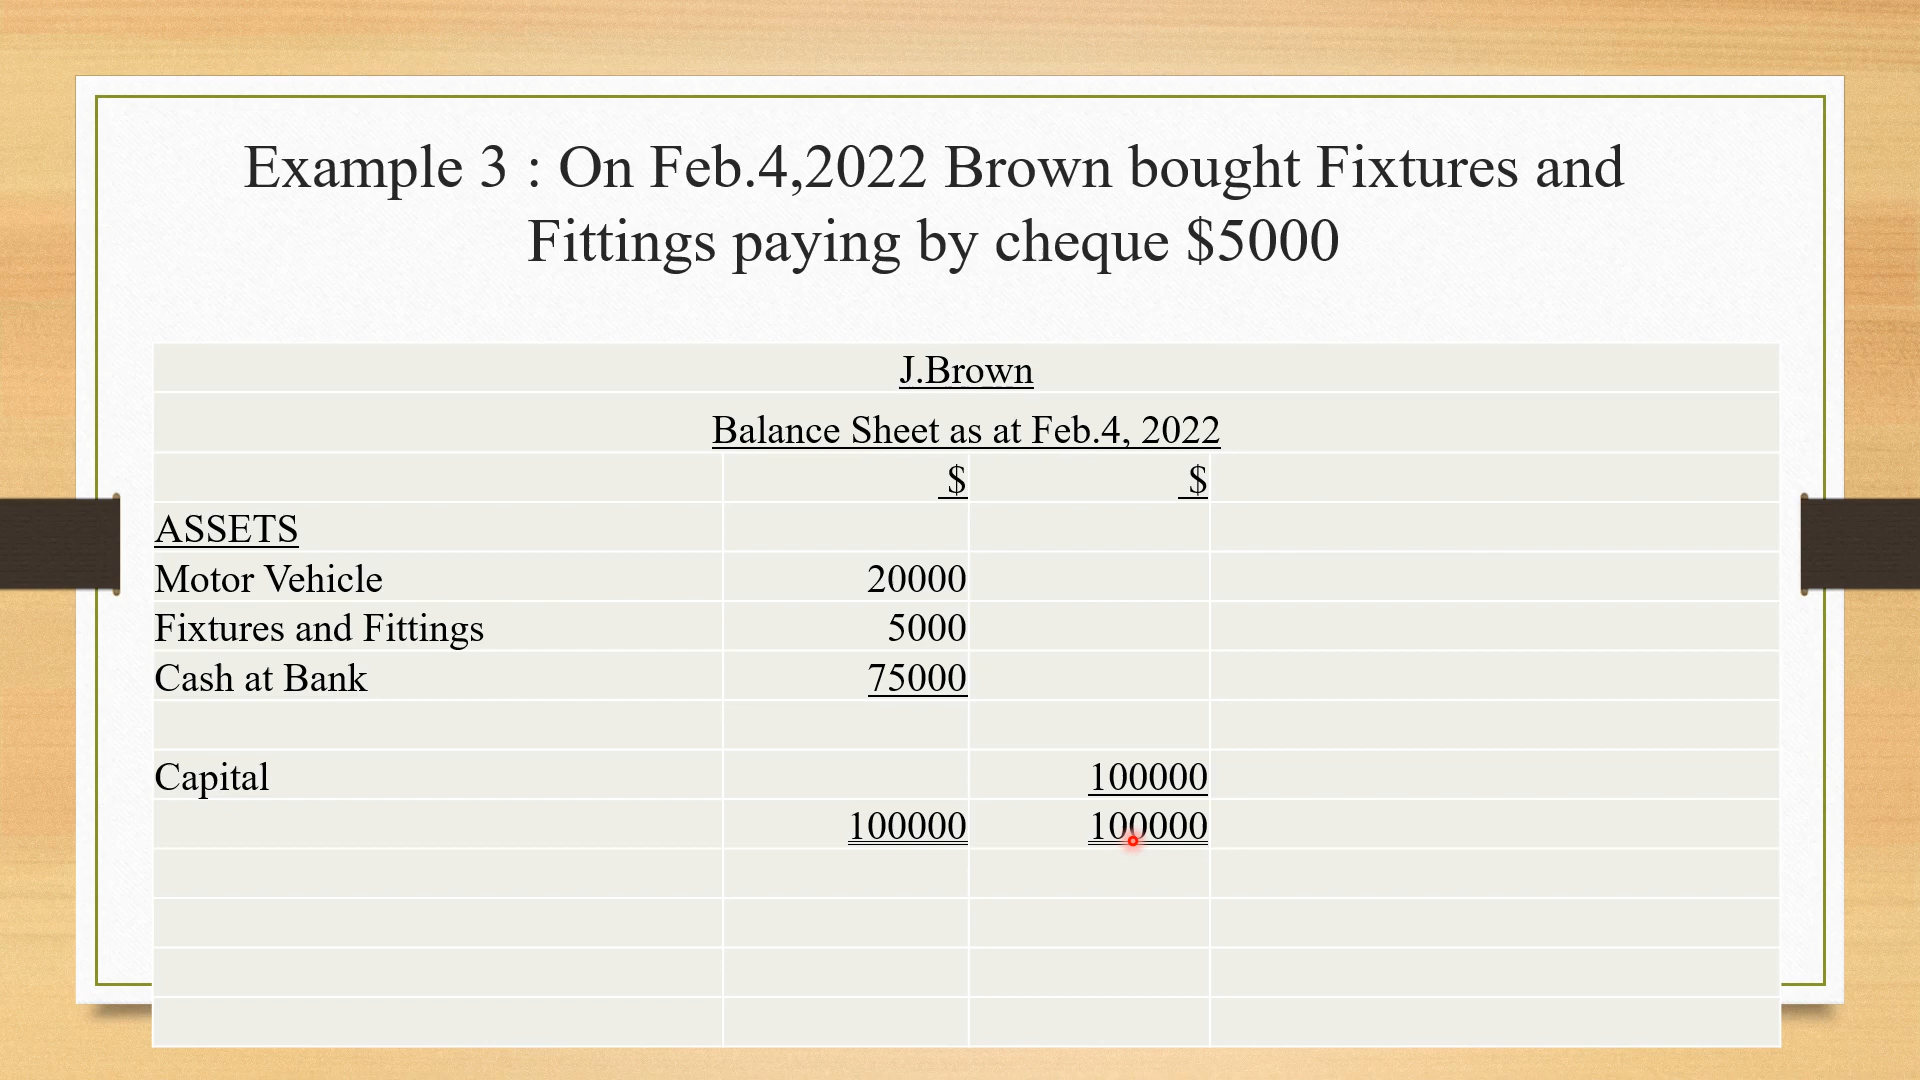 Example 3 : On Feb.4,2022 Brown bought Fixtures and
Fittings paying by cheque $5000
J.Brown
Balance Sheet as at Feb.4, 2022
$ $
ASSETS
Motor Vehicle 20000
Fixtures and Fittings 5000
Cash at Bank 75000
Capital 100000
100000 100000